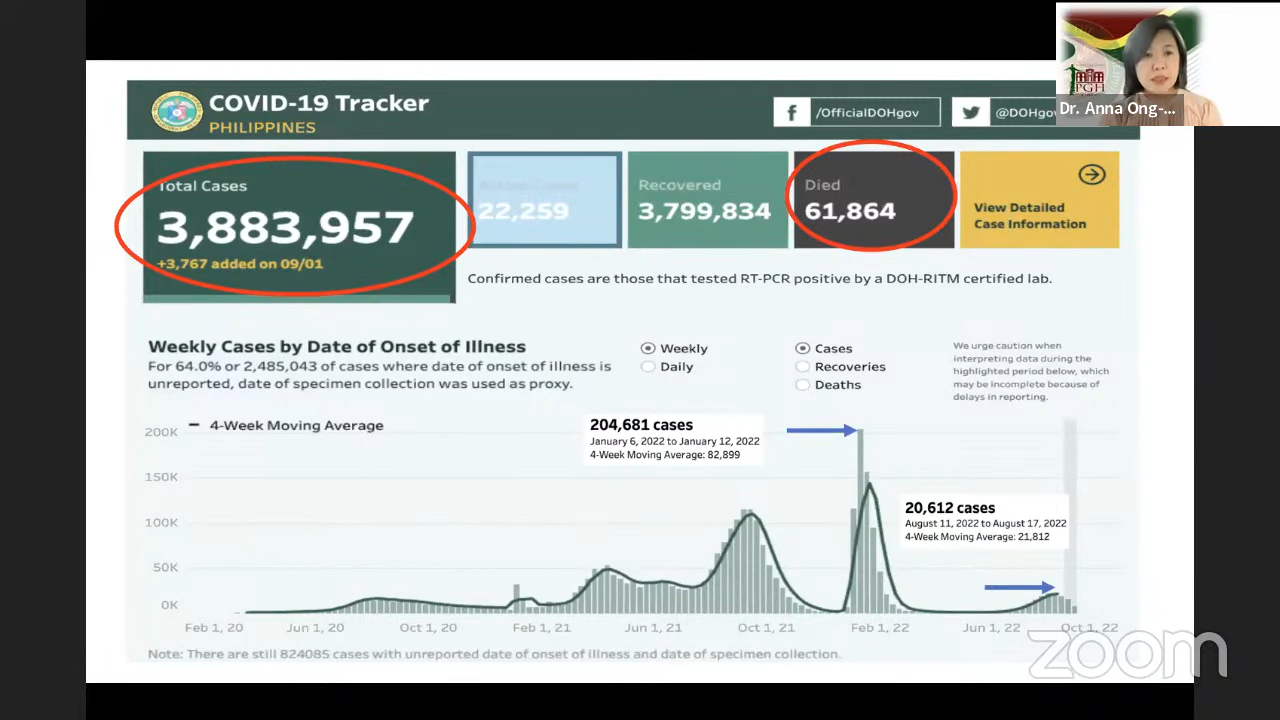 COVID-19 Tracker
PHILIPPINES
/OfficialDOHgov
@DOHgov
PGH
Dr. Anna Ong-...
Total Cases
3,883,957
+3,767 added on 09/01
Active Cases
22,259
Recovered
3,799,834
Died
61,864
View Detailed
Case Information
Confirmed cases are those that tested RT-PCR positive by a DOH-RITM certified lab.
Weekly Cases by Date of Onset of Illness
For 64.0% or 2,485,043 of cases where date of onset of illness is
unreported, date of specimen collection was used as proxy.
Weekly
Daily
Cases
Recoveries
Deaths
We urge caution when
interpreting data during the
highlighted period below, which
may be incomplete because of
delays in reporting.
4-Week Moving Average
204,681 cases
January 6, 2022 to January 12, 2022
4-Week Moving Average: 82,899
20,612 cases
August 11, 2022 to August 17, 2022
4-Week Moving Average: 21,812
200K
150K
100K
50K
0K
Feb 1, 20
Jun 1, 20
Oct 1, 20
Feb 1, 21
Jun 1, 21
Oct 1, 21
Feb 1, 22
Jun 1, 22
Oct 1, 22
Note: There are still 824085 cases with unreported date of onset of illness and date of specimen collection.
zoom